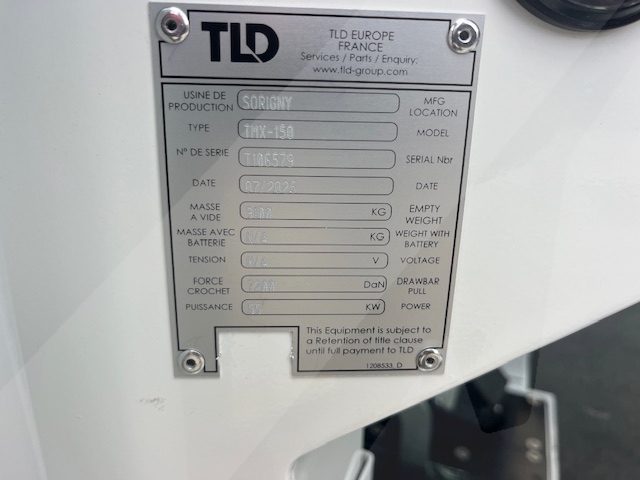 TLD
TLD EUROPE
FRANCE
Services / Parts / Enquiry:
www.tld-group.com
USINE DE PRODUCTION SORIGNY MFG LOCATION
TYPE TMX-150 MODEL
N° DE SERIE SERIAL Nbr
DATE DATE
MASSE A VIDE KG EMPTY WEIGHT
MASSE AVEC BATTERIE N/A KG WEIGHT WITH BATTERY
TENSION N/A V VOLTAGE
FORCE CROCHET DaN DRAWBAR PULL
PUISSANCE KW POWER
This Equipment is subject to
a Retention of title clause
until full payment to TLD
1208533_D